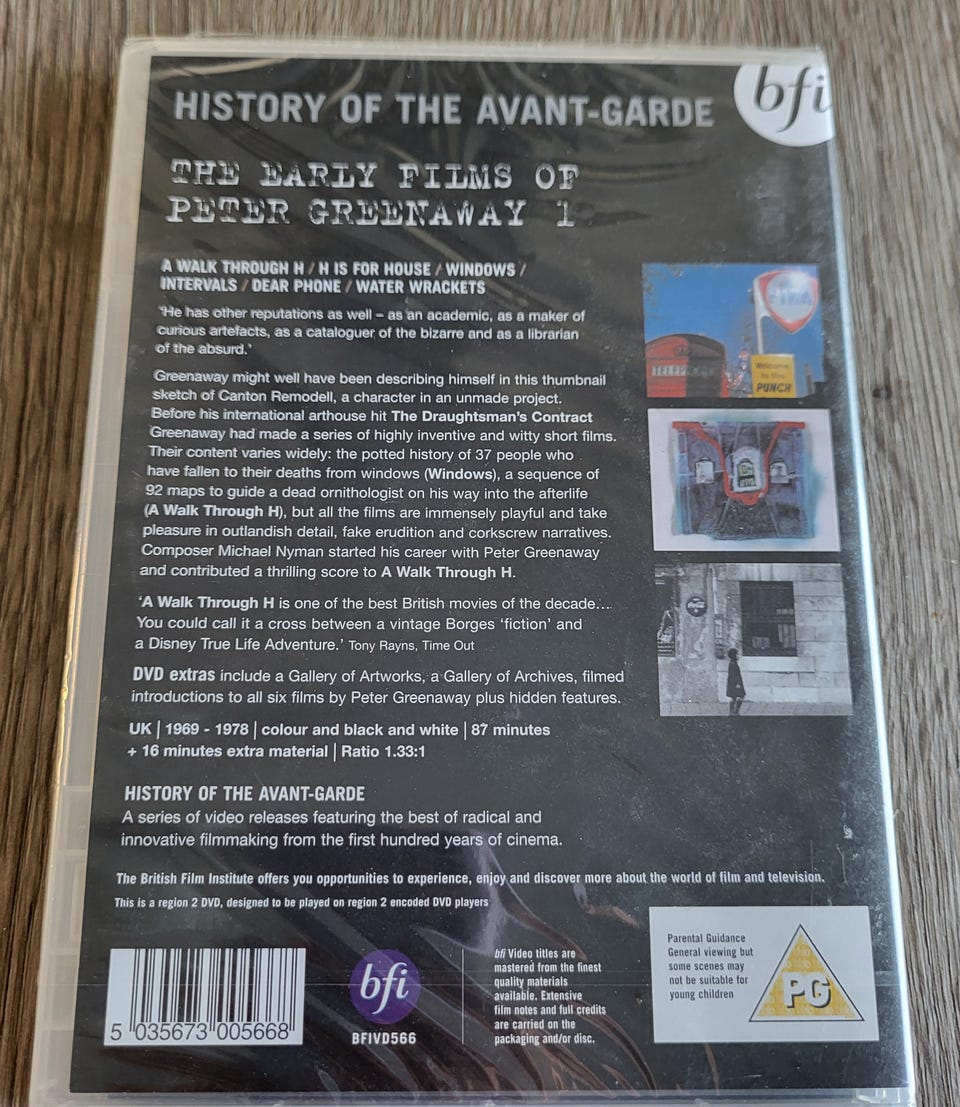 HISTORY OF THE AVANT-GARDE
bfi
THE EARLY FILMS OF
PETER GREENAWAY 1
A WALK THROUGH H / H IS FOR HOUSE / WINDOWS /
INTERVALS / DEAR PHONE / WATER WRACKETS
'He has other reputations as well – as an academic, as a maker of
curious artefacts, as a cataloguer of the bizarre and as a librarian
of the absurd.'
Greenaway might well have been describing himself in this thumbnail
sketch of Canton Remodell, a character in an unmade project.
Before his international arthouse hit The Draughtsman's Contract
Greenaway had made a series of highly inventive and witty short films.
Their content varies widely: the potted history of 37 people who
have fallen to their deaths from windows (Windows), a sequence of
92 maps to guide a dead ornithologist on his way into the afterlife
(A Walk Through H), but all the films are immensely playful and take
pleasure in outlandish detail, fake erudition and corkscrew narratives.
Composer Michael Nyman started his career with Peter Greenaway
and contributed a thrilling score to A Walk Through H.
'A Walk Through H is one of the best British movies of the decade...
You could call it a cross between a vintage Borges 'fiction' and
a Disney True Life Adventure.' Tony Rayns, Time Out
DVD extras include a Gallery of Artworks, a Gallery of Archives, filmed
introductions to all six films by Peter Greenaway plus hidden features.
UK | 1969 - 1978 | colour and black and white | 87 minutes
+ 16 minutes extra material | Ratio 1.33:1
HISTORY OF THE AVANT-GARDE
A series of video releases featuring the best of radical and
innovative filmmaking from the first hundred years of cinema.
The British Film Institute offers you opportunities to experience, enjoy and discover more about the world of film and television.
This is a region 2 DVD, designed to be played on region 2 encoded DVD players
TELEPHONE
Welcome
to the
PUNCH
5 035673 005668
bfi
BFIVD566
bfi Video titles are
mastered from the finest
quality materials
available. Extensive
film notes and full credits
are carried on the
packaging and/or disc.
Parental Guidance
General viewing but
some scenes may
not be suitable for
young children
PG